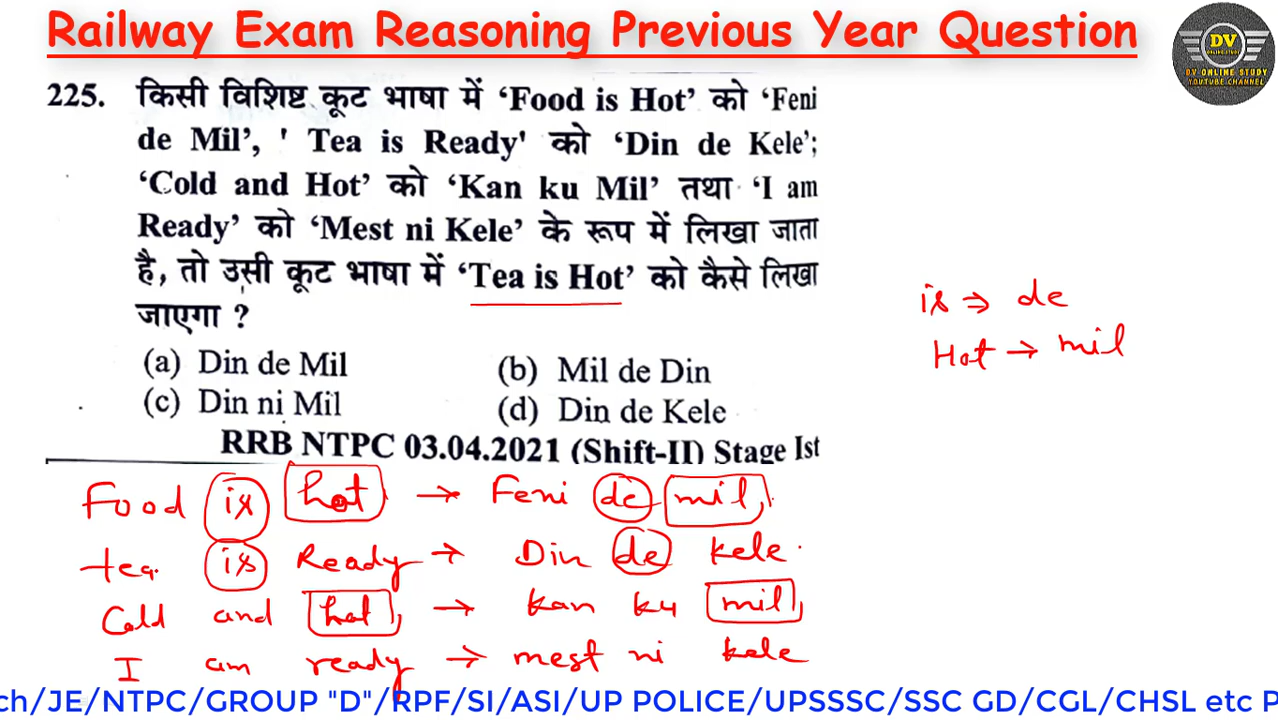 Railway Exam Reasoning Previous Year Question
DV
DV ONLINE STUDY
YOUTUBE CHANNEL
225. किसी विशिष्ट कूट भाषा में ‘Food is Hot’ को ‘Feni
de Mil’, ' Tea is Ready' को ‘Din de Kele’;
‘Cold and Hot’ को ‘Kan ku Mil’ तथा ‘I am
Ready’ को ‘Mest ni Kele’ के रूप में लिखा जाता
है, तो उसी कूट भाषा में ‘Tea is Hot’ को कैसे लिखा
जाएगा ?
(a) Din de Mil (b) Mil de Din
(c) Din ni Mil (d) Din de Kele
RRB NTPC 03.04.2021 (Shift-II) Stage Ist
is ⇒ de
Hot → mil
Food is hot → Feni de mil
tea is Ready → Din de kele
Cold and hot → kan ku mil
I am ready → mest ni kele
ch/JE/NTPC/GROUP "D"/RPF/SI/ASI/UP POLICE/UPSSSC/SSC GD/CGL/CHSL etc P